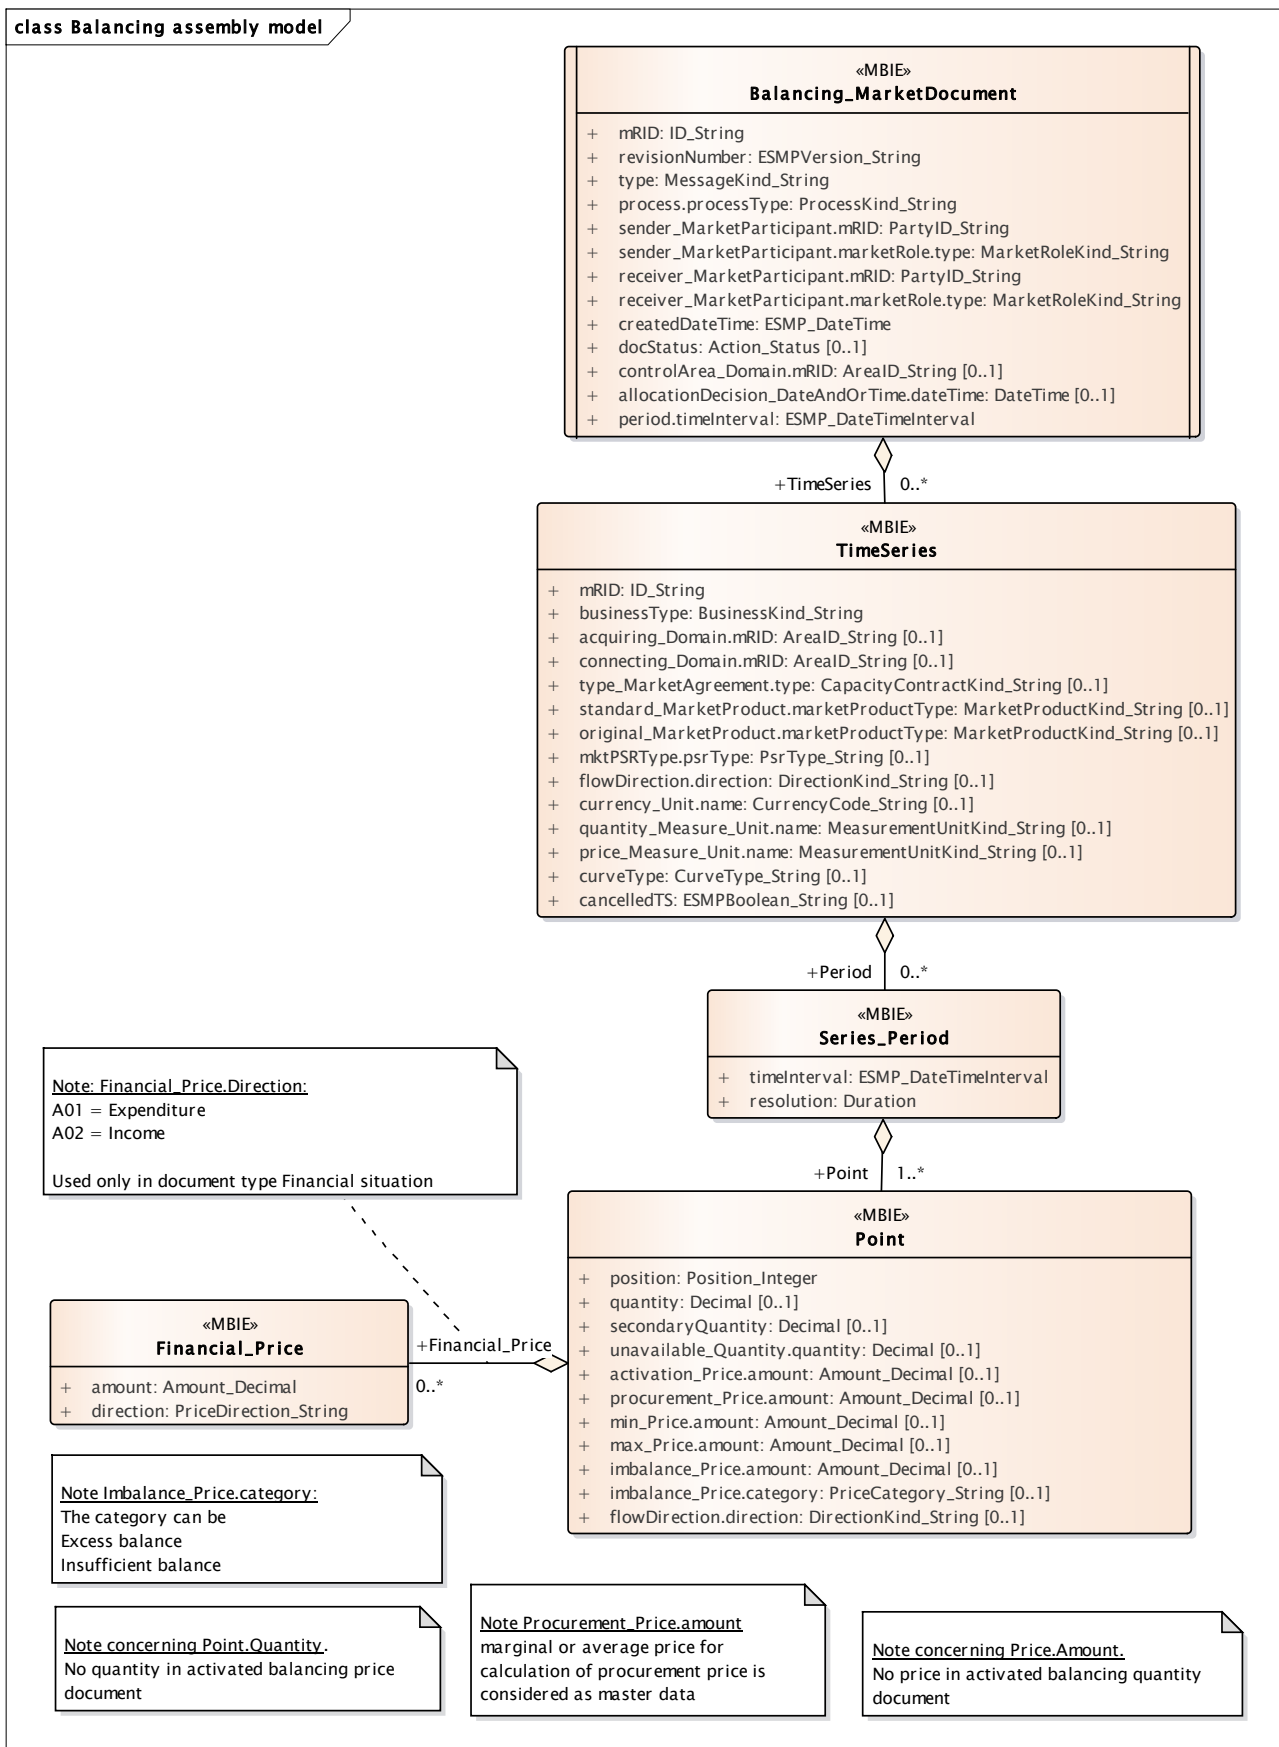 class Balancing assembly model
«MBIE»
Balancing_MarketDocument
+ mRID: ID_String
+ revisionNumber: ESMPVersion_String
+ type: MessageKind_String
+ process.processType: ProcessKind_String
+ sender_MarketParticipant.mRID: PartyID_String
+ sender_MarketParticipant.marketRole.type: MarketRoleKind_String
+ receiver_MarketParticipant.mRID: PartyID_String
+ receiver_MarketParticipant.marketRole.type: MarketRoleKind_String
+ createdDateTime: ESMP_DateTime
+ docStatus: Action_Status [0..1]
+ controlArea_Domain.mRID: AreaID_String [0..1]
+ allocationDecision_DateAndOrTime.dateTime: DateTime [0..1]
+ period.timeInterval: ESMP_DateTimeInterval
+TimeSeries 0..*
«MBIE»
TimeSeries
+ mRID: ID_String
+ businessType: BusinessKind_String
+ acquiring_Domain.mRID: AreaID_String [0..1]
+ connecting_Domain.mRID: AreaID_String [0..1]
+ type_MarketAgreement.type: CapacityContractKind_String [0..1]
+ standard_MarketProduct.marketProductType: MarketProductKind_String [0..1]
+ original_MarketProduct.marketProductType: MarketProductKind_String [0..1]
+ mktPSRType.psrType: PsrType_String [0..1]
+ flowDirection.direction: DirectionKind_String [0..1]
+ currency_Unit.name: CurrencyCode_String [0..1]
+ quantity_Measure_Unit.name: MeasurementUnitKind_String [0..1]
+ price_Measure_Unit.name: MeasurementUnitKind_String [0..1]
+ curveType: CurveType_String [0..1]
+ cancelledTS: ESMPBoolean_String [0..1]
+Period 0..*
«MBIE»
Series_Period
+ timeInterval: ESMP_DateTimeInterval
+ resolution: Duration
Note: Financial_Price.Direction:
A01 = Expenditure
A02 = Income
Used only in document type Financial situation
+Point 1..*
«MBIE»
Point
+ position: Position_Integer
+ quantity: Decimal [0..1]
+ secondaryQuantity: Decimal [0..1]
+ unavailable_Quantity.quantity: Decimal [0..1]
+ activation_Price.amount: Amount_Decimal [0..1]
+ procurement_Price.amount: Amount_Decimal [0..1]
+ min_Price.amount: Amount_Decimal [0..1]
+ max_Price.amount: Amount_Decimal [0..1]
+ imbalance_Price.amount: Amount_Decimal [0..1]
+ imbalance_Price.category: PriceCategory_String [0..1]
+ flowDirection.direction: DirectionKind_String [0..1]
+Financial_Price
0..*
«MBIE»
Financial_Price
+ amount: Amount_Decimal
+ direction: PriceDirection_String
Note Imbalance_Price.category:
The category can be
Excess balance
Insufficient balance
Note concerning Point.Quantity.
No quantity in activated balancing price
document
Note Procurement_Price.amount
marginal or average price for
calculation of procurement price is
considered as master data
Note concerning Price.Amount.
No price in activated balancing quantity
document